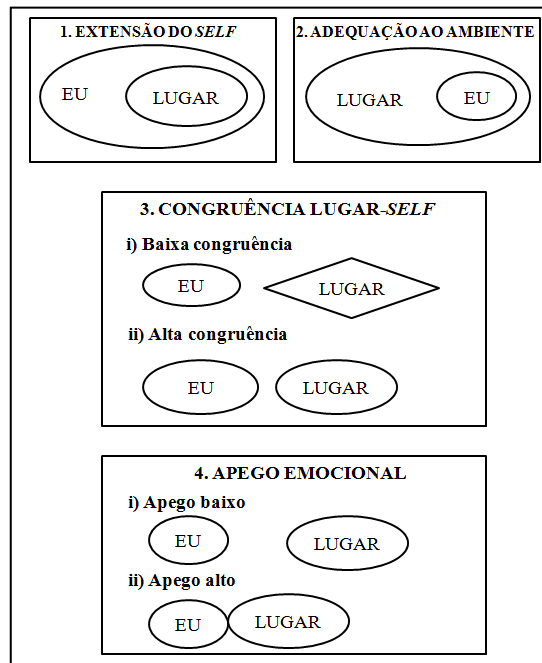 1. EXTENSÃO DO SELF
EU
LUGAR
2. ADEQUAÇÃO AO AMBIENTE
LUGAR
EU
3. CONGRUÊNCIA LUGAR-SELF
i) Baixa congruência
EU
LUGAR
ii) Alta congruência
EU
LUGAR
4. APEGO EMOCIONAL
i) Apego baixo
EU
LUGAR
ii) Apego alto
EU
LUGAR